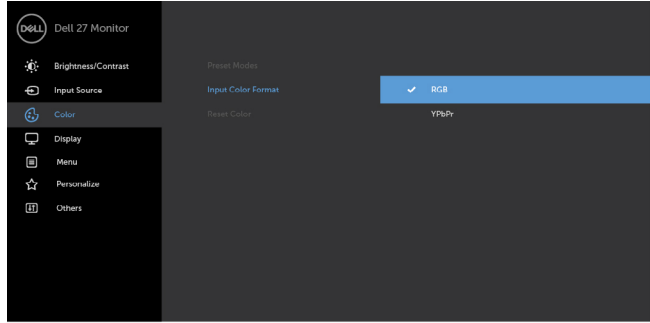 DELL Dell 27 Monitor
Brightness/Contrast
Preset Modes
Input Source
Input Color Format
RGB
Color
Reset Color
YPbPr
Display
Menu
Personalize
Others